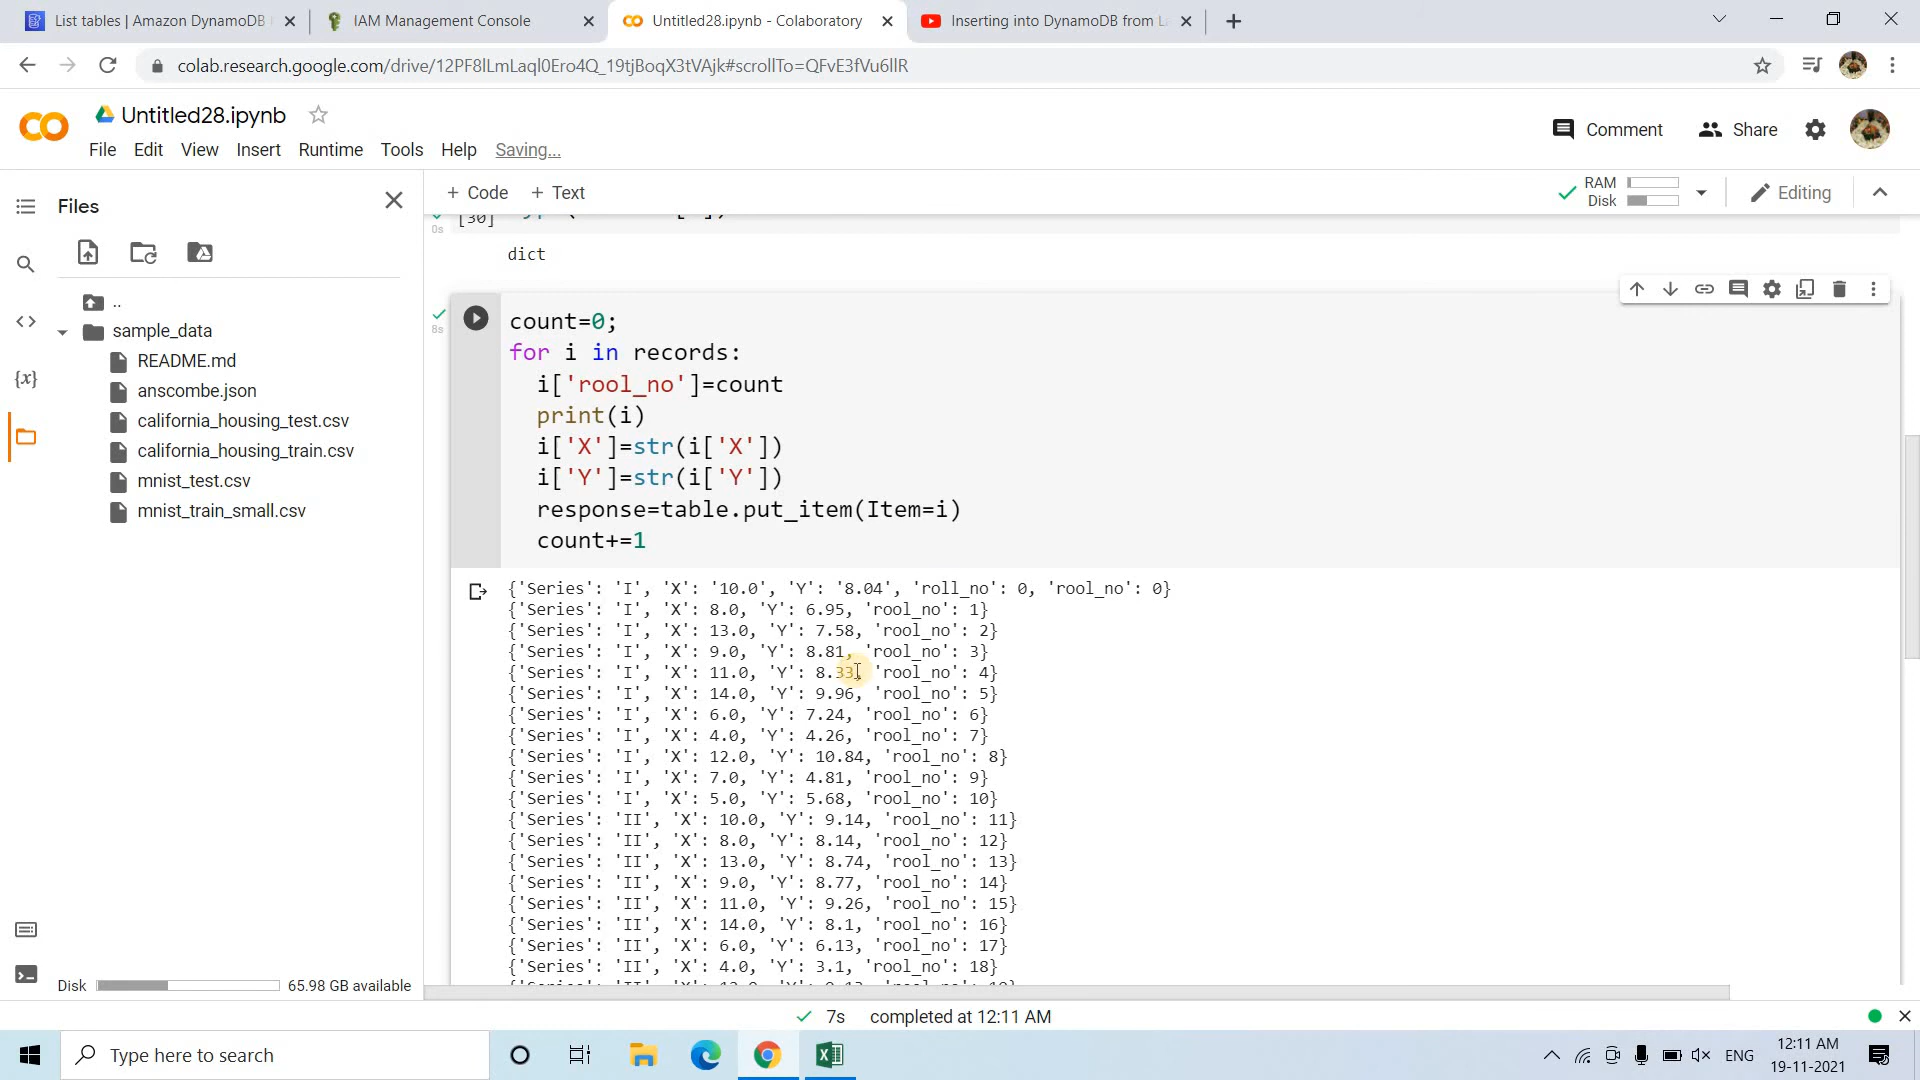 List tables | Amazon DynamoDB
IAM Management Console
Untitled28.ipynb - Colaboratory
Inserting into DynamoDB from
colab.research.google.com/drive/12PF8lLmLaql0Ero4Q_19tjBoqX3tVAjk#scrollTo=QFvE3fVu6llR
Untitled28.ipynb
Comment
Share
File Edit View Insert Runtime Tools Help Saving...
Files
+ Code + Text
RAM
Disk
Editing
[30]
0s
dict
..
sample_data
README.md
anscombe.json
california_housing_test.csv
california_housing_train.csv
mnist_test.csv
mnist_train_small.csv
{x}
8s
count=0;
for i in records:
i['rool_no']=count
print(i)
i['X']=str(i['X'])
i['Y']=str(i['Y'])
response=table.put_item(Item=i)
count+=1
{'Series': 'I', 'X': '10.0', 'Y': '8.04', 'roll_no': 0, 'rool_no': 0}
{'Series': 'I', 'X': 8.0, 'Y': 6.95, 'rool_no': 1}
{'Series': 'I', 'X': 13.0, 'Y': 7.58, 'rool_no': 2}
{'Series': 'I', 'X': 9.0, 'Y': 8.81, 'rool_no': 3}
{'Series': 'I', 'X': 11.0, 'Y': 8.33, 'rool_no': 4}
{'Series': 'I', 'X': 14.0, 'Y': 9.96, 'rool_no': 5}
{'Series': 'I', 'X': 6.0, 'Y': 7.24, 'rool_no': 6}
{'Series': 'I', 'X': 4.0, 'Y': 4.26, 'rool_no': 7}
{'Series': 'I', 'X': 12.0, 'Y': 10.84, 'rool_no': 8}
{'Series': 'I', 'X': 7.0, 'Y': 4.81, 'rool_no': 9}
{'Series': 'I', 'X': 5.0, 'Y': 5.68, 'rool_no': 10}
{'Series': 'II', 'X': 10.0, 'Y': 9.14, 'rool_no': 11}
{'Series': 'II', 'X': 8.0, 'Y': 8.14, 'rool_no': 12}
{'Series': 'II', 'X': 13.0, 'Y': 8.74, 'rool_no': 13}
{'Series': 'II', 'X': 9.0, 'Y': 8.77, 'rool_no': 14}
{'Series': 'II', 'X': 11.0, 'Y': 9.26, 'rool_no': 15}
{'Series': 'II', 'X': 14.0, 'Y': 8.1, 'rool_no': 16}
{'Series': 'II', 'X': 6.0, 'Y': 6.13, 'rool_no': 17}
{'Series': 'II', 'X': 4.0, 'Y': 3.1, 'rool_no': 18}
Disk 65.98 GB available
7s completed at 12:11 AM
Type here to search
ENG
12:11 AM
19-11-2021